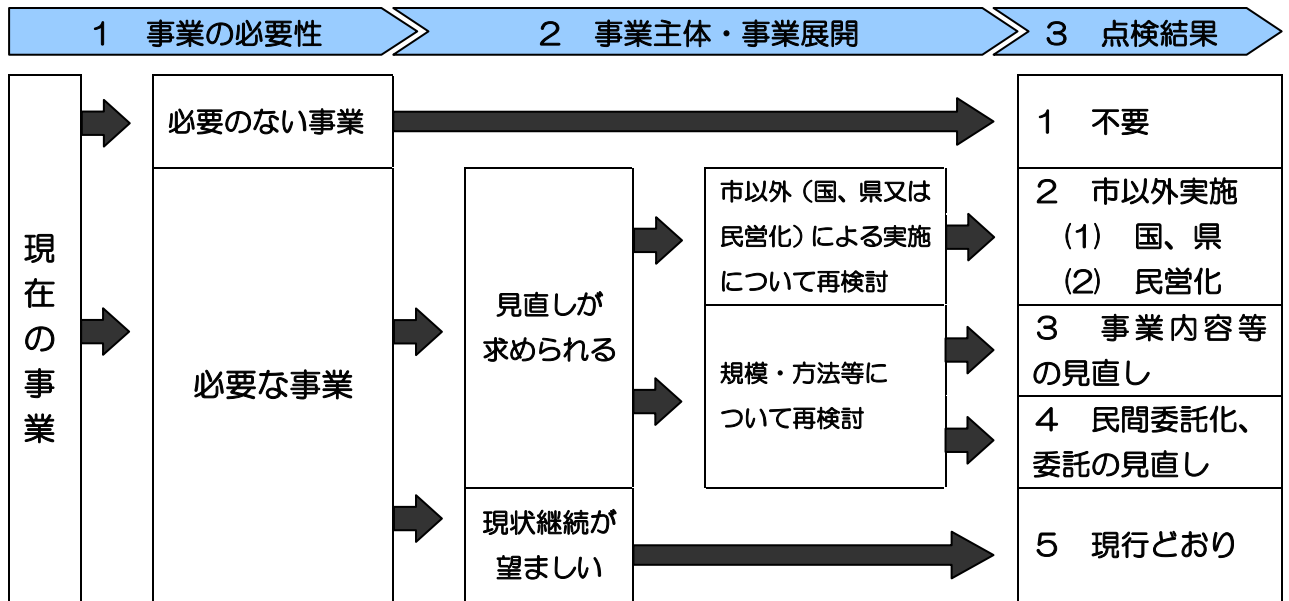 1 事業の必要性
2 事業主体・事業展開
3 点検結果
現在の事業
必要のない事業
必要な事業
見直しが
求められる
現状継続が
望ましい
市以外（国、県又は
民営化）による実施
について再検討
規模・方法等に
ついて再検討
1 不要
2 市以外実施
(1) 国、県
(2) 民営化
3 事業内容等
の見直し
4 民間委託化、
委託の見直し
5 現行どおり